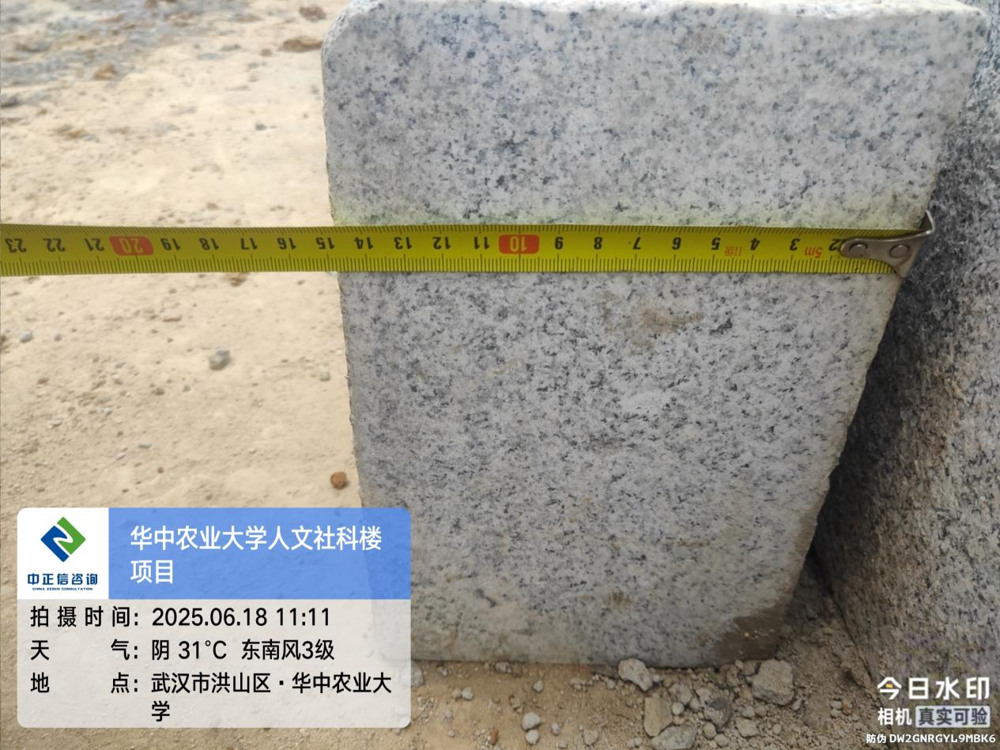 23 22 21 20 19 18 17 16 15 14 13 12 11 10 9 8 7 6 5 4 3 5m 2
华中农业大学人文社科楼
项目
中正信咨询
CHINA ZZSEN CONSULTATION
拍摄时间: 2025.06.18 11:11
天气: 阴 31℃ 东南风3级
地点: 武汉市洪山区·华中农业大
学
今日水印
相机 真实可验
防伪 DW2GNRGYL9MBK6